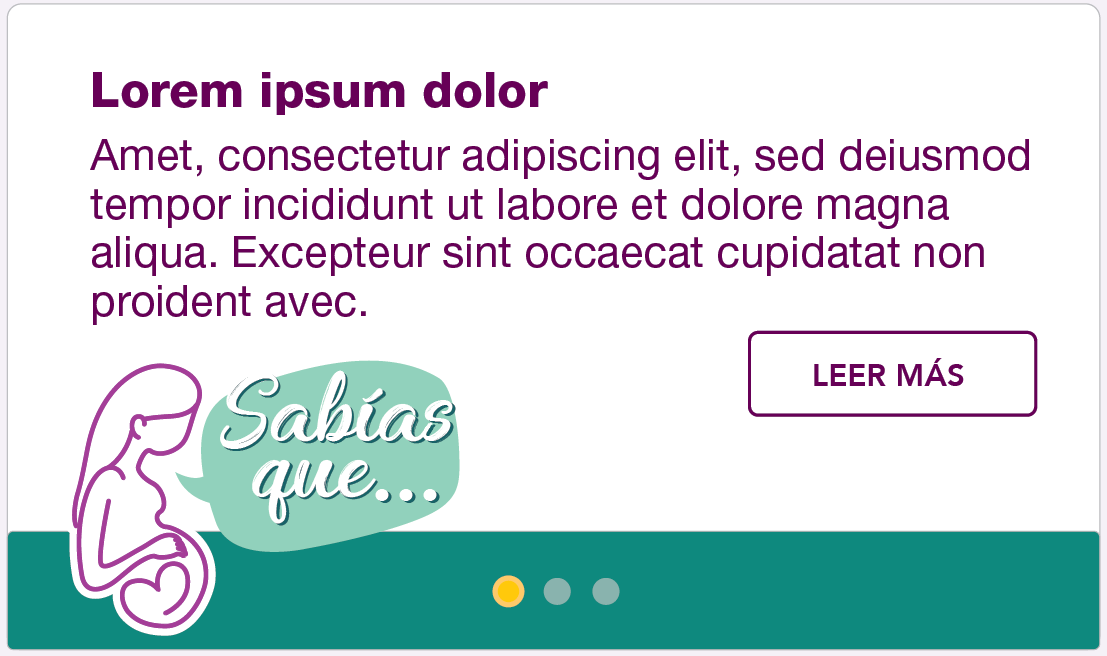 Lorem ipsum dolor
Amet, consectetur adipiscing elit, sed deiusmod
tempor incididunt ut labore et dolore magna
aliqua. Excepteur sint occaecat cupidatat non
proident avec.
LEER MÁS
Sabías
que...